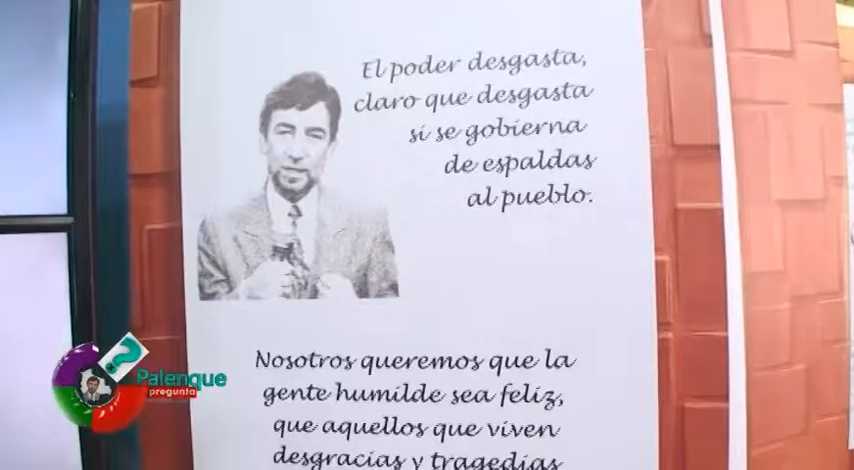 El poder desgasta,
claro que desgasta
si se gobierna
de espaldas
al pueblo.
Nosotros queremos que la
gente humilde sea feliz,
que aquellos que viven
desgracias y tragedias
?
Palenque
pregunta